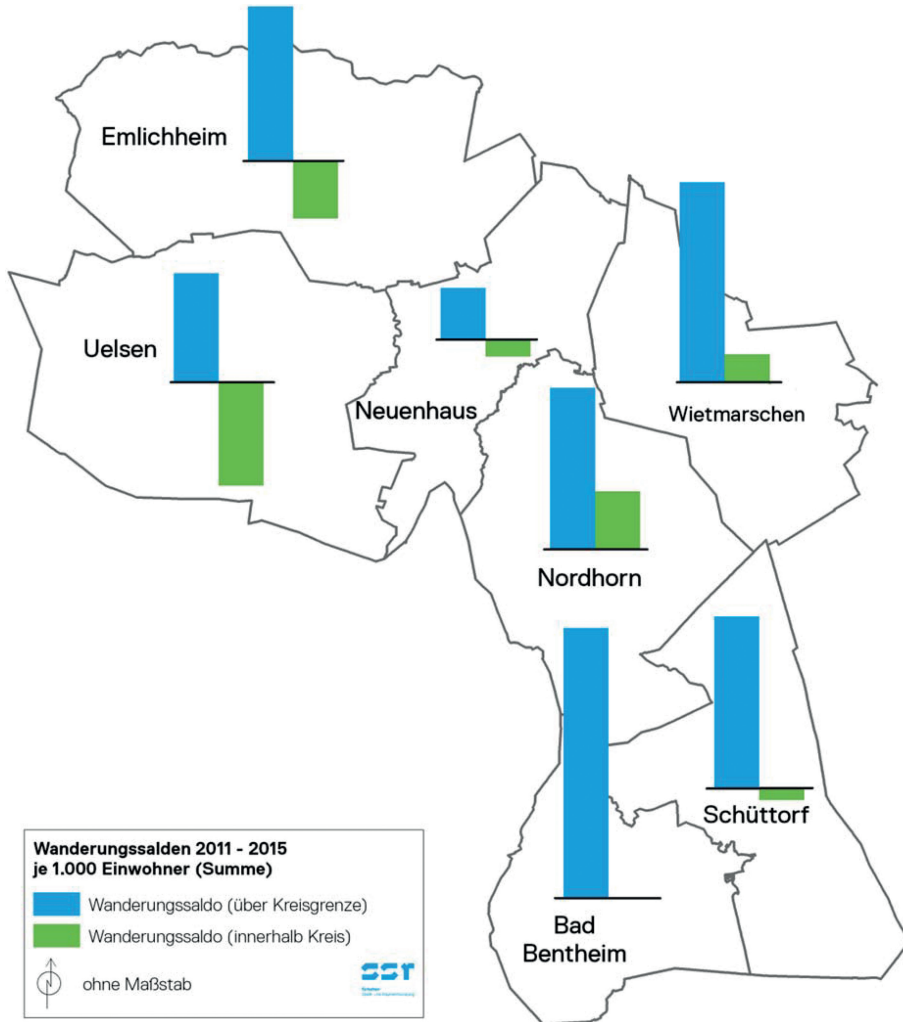 Emlichheim
Uelsen
Neuenhaus
Wietmarschen
Nordhorn
Schüttorf
Bad
Bentheim
Wanderungssalden 2011 - 2015
je 1.000 Einwohner (Summe)
Wanderungssaldo (über Kreisgrenze)
Wanderungssaldo (innerhalb Kreis)
ohne Maßstab
ssr